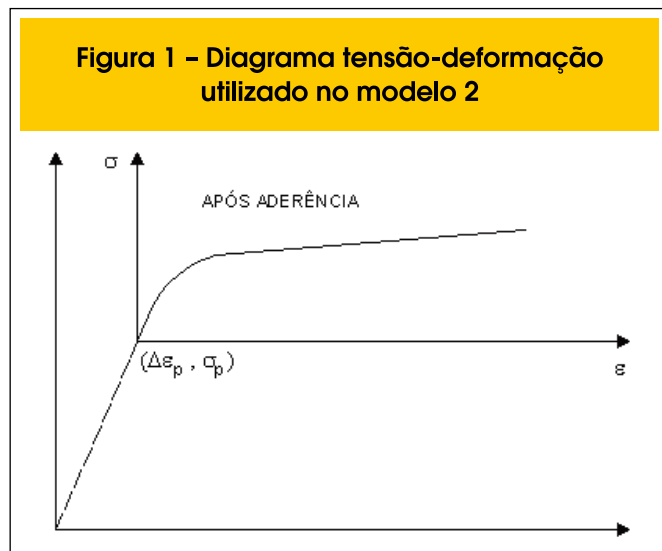 Figura 1 – Diagrama tensão-deformação
utilizado no modelo 2
σ
APÓS ADERÊNCIA
(Δεp , σp)
ε